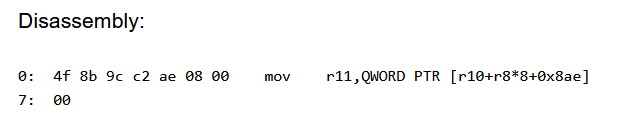 Disassembly:
0:  4f 8b 9c c2 ae 08 00    mov    r11,QWORD PTR [r10+r8*8+0x8ae]
7:  00